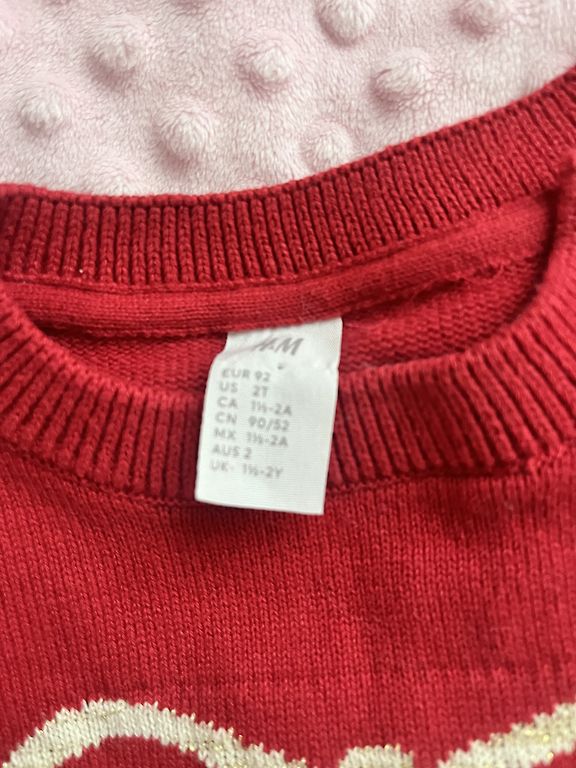 H&M
EUR 92
US 2T
CA 1½-2A
CN 90/52
MX 1½-2A
AUS 2
UK- 1½-2Y